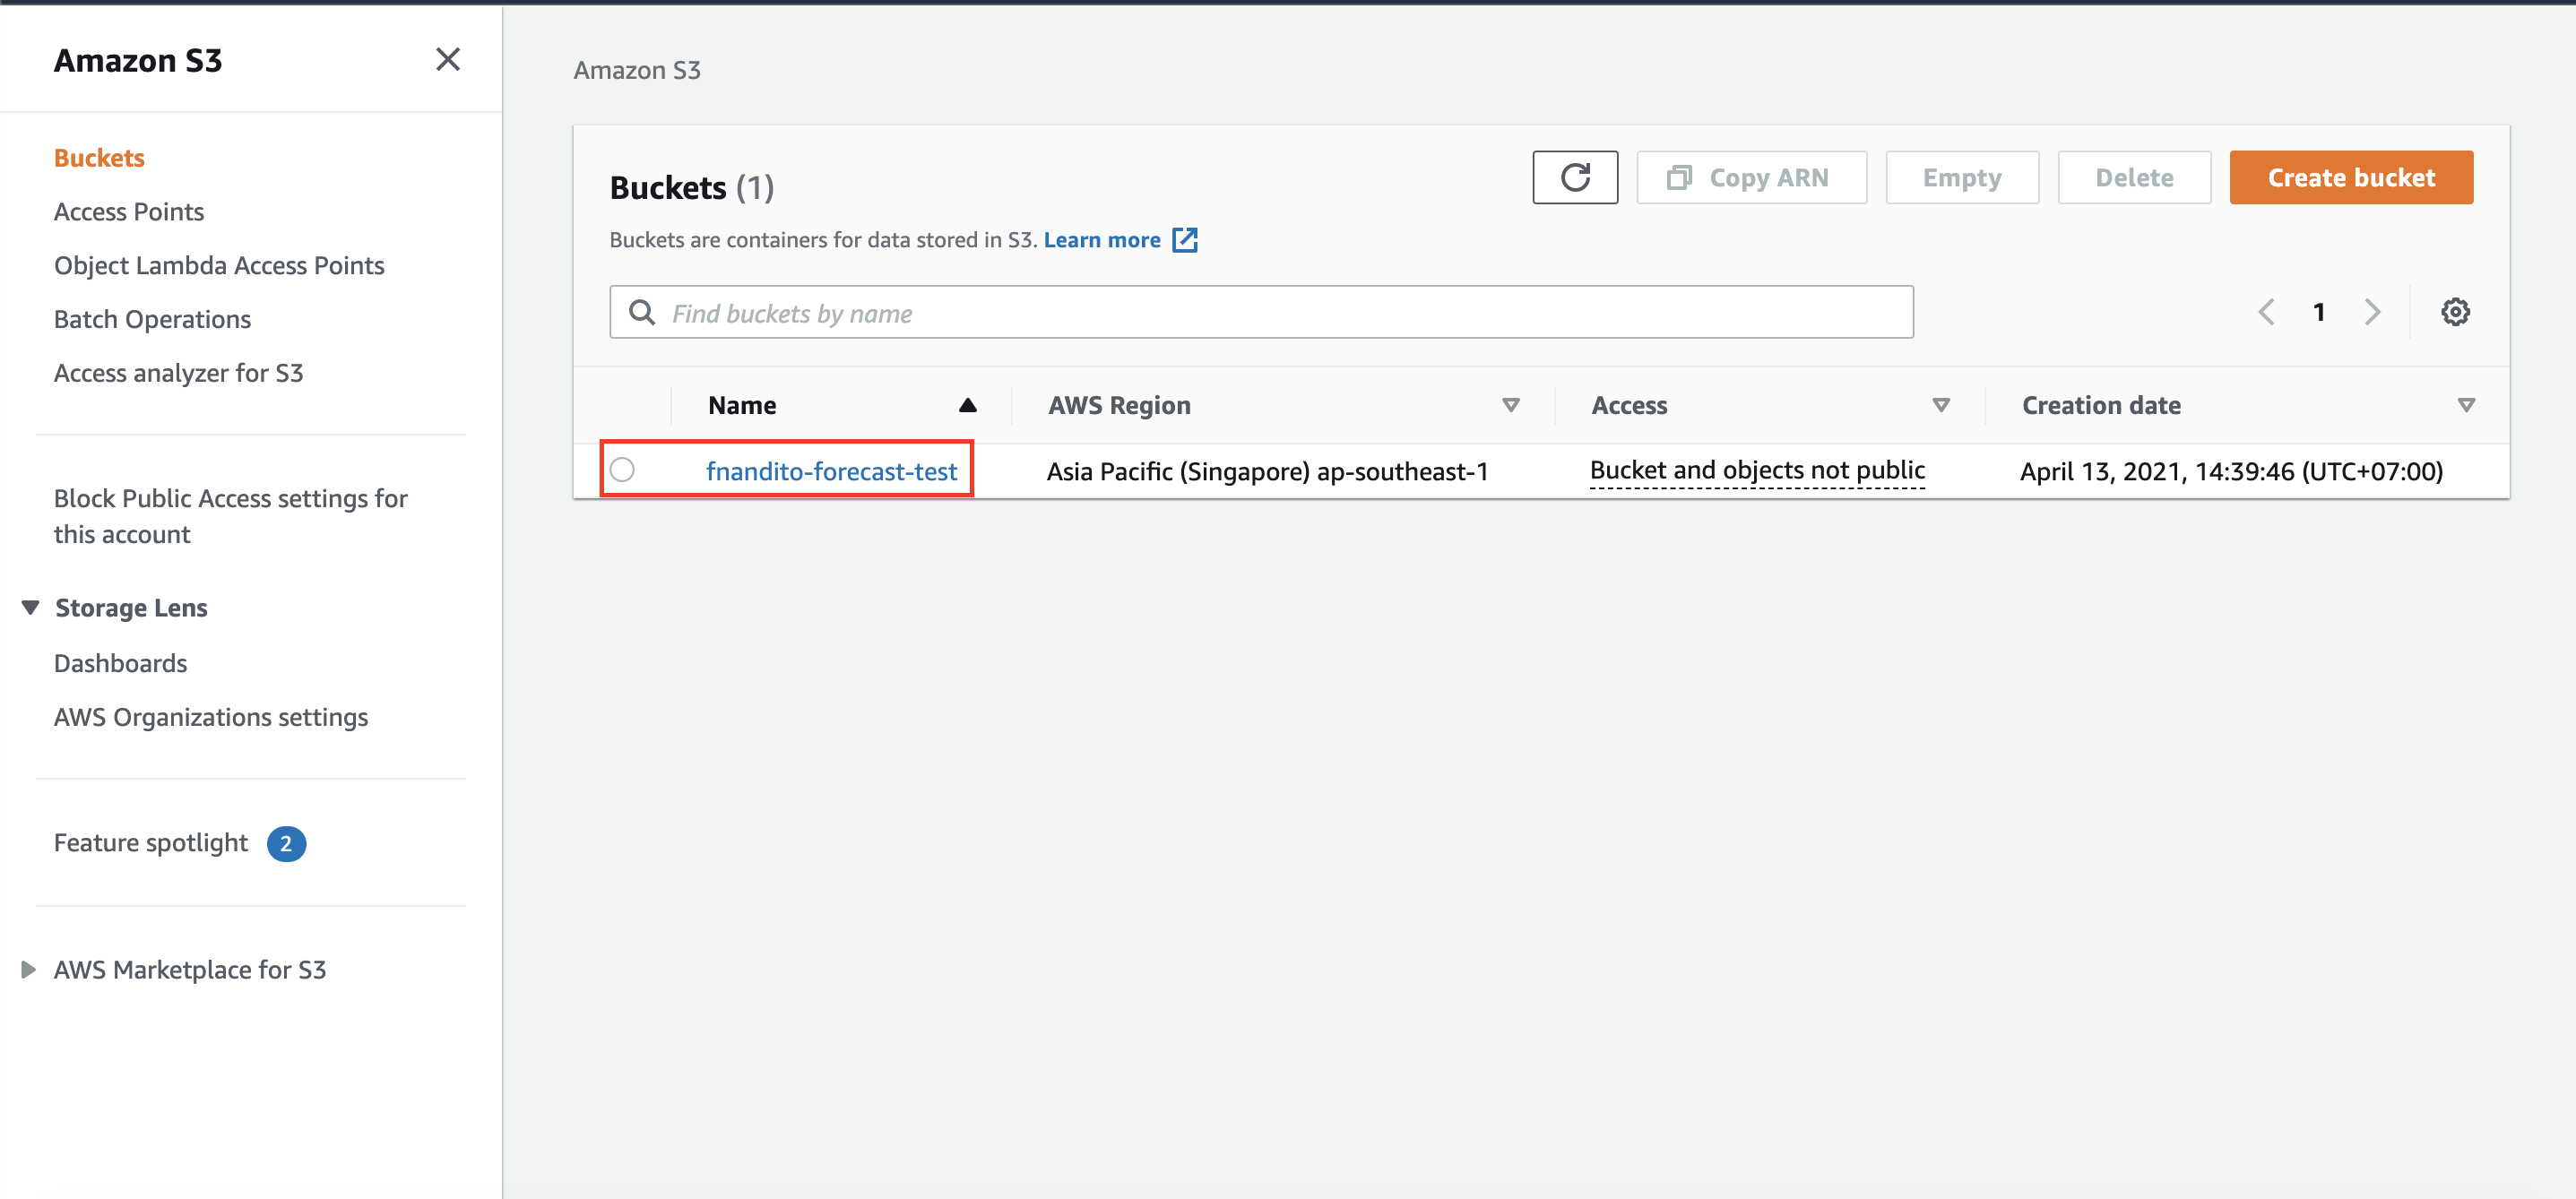 Amazon S3
Buckets
Access Points
Object Lambda Access Points
Batch Operations
Access analyzer for S3
Block Public Access settings for
this account
Storage Lens
Dashboards
AWS Organizations settings
Feature spotlight 2
AWS Marketplace for S3
Amazon S3
Buckets (1)
Copy ARN
Empty
Delete
Create bucket
Buckets are containers for data stored in S3. Learn more
Find buckets by name
1
Name AWS Region Access Creation date
fnandito-forecast-test Asia Pacific (Singapore) ap-southeast-1 Bucket and objects not public April 13, 2021, 14:39:46 (UTC+07:00)